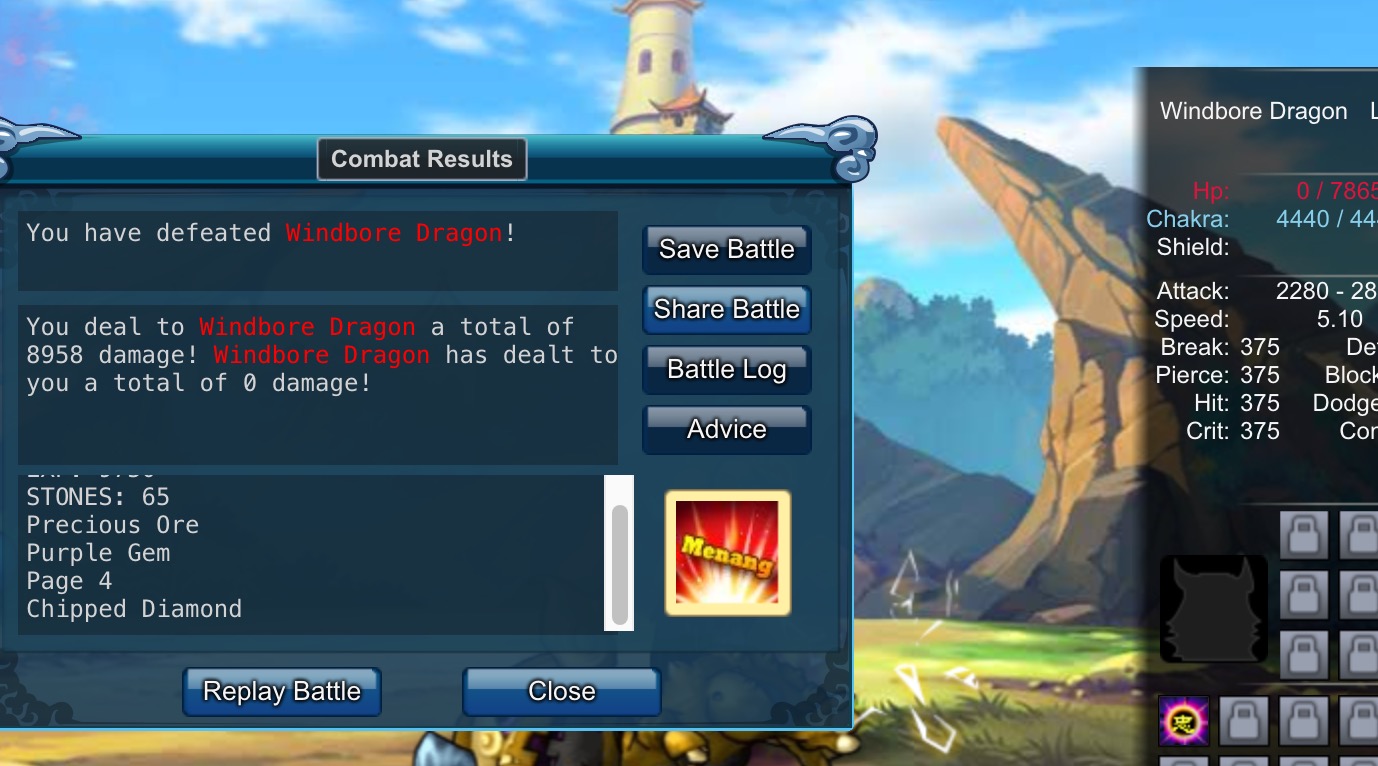 Combat Results
You have defeated Windbore Dragon!
You deal to Windbore Dragon a total of
8958 damage! Windbore Dragon has dealt to
you a total of 0 damage!
STONES: 65
Precious Ore
Purple Gem
Page 4
Chipped Diamond
Save Battle
Share Battle
Battle Log
Advice
Menang
Replay Battle
Close
Windbore Dragon L
Hp: 0 / 7865
Chakra: 4440 / 44
Shield:
Attack: 2280 - 28
Speed: 5.10
Break: 375 De
Pierce: 375 Block
Hit: 375 Dodge
Crit: 375 Con
忠